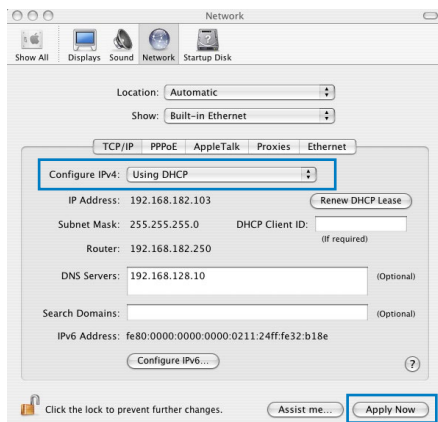 Network
Show All Displays Sound Network Startup Disk
Location: Automatic
Show: Built-in Ethernet
TCP/IP PPPoE AppleTalk Proxies Ethernet
Configure IPv4: Using DHCP
IP Address: 192.168.182.103 Renew DHCP Lease
Subnet Mask: 255.255.255.0 DHCP Client ID:
(If required)
Router: 192.168.182.250
DNS Servers: 192.168.128.10 (Optional)
Search Domains: (Optional)
IPv6 Address: fe80:0000:0000:0000:0211:24ff:fe32:b18e
Configure IPv6... ?
Click the lock to prevent further changes. Assist me... Apply Now